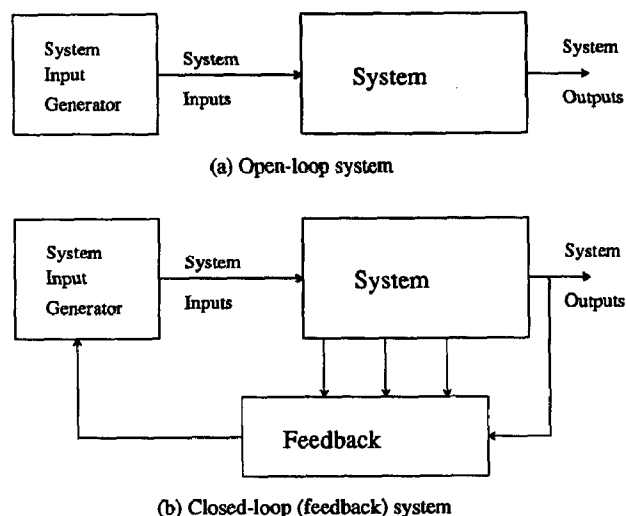 System
Input
Generator
System
Inputs
System
System
Outputs
(a) Open-loop system
System
Input
Generator
System
Inputs
System
System
Outputs
Feedback
(b) Closed-loop (feedback) system